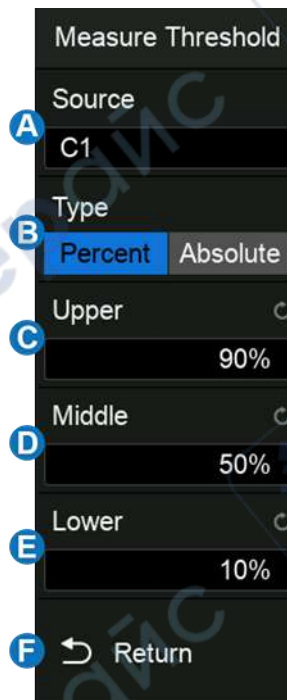 Measure Threshold
Source
A
C1
Type
B
Percent Absolute
Upper
C
90%
Middle
D
50%
Lower
E
10%
F Return